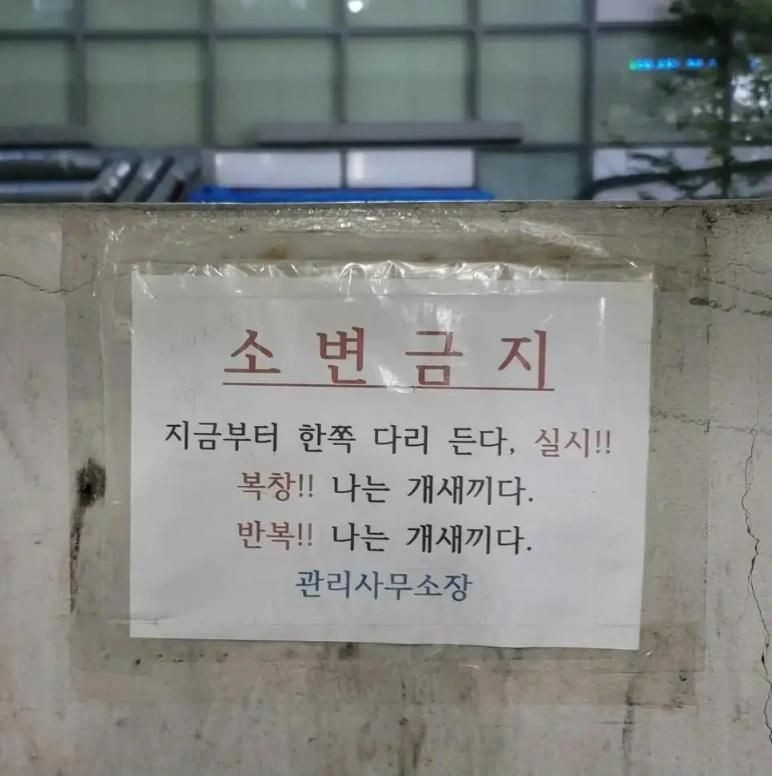 소 변 금 지
지금부터 한쪽 다리 든다, 실시!!
복창!! 나는 개새끼다.
반복!! 나는 개새끼다.
관리사무소장